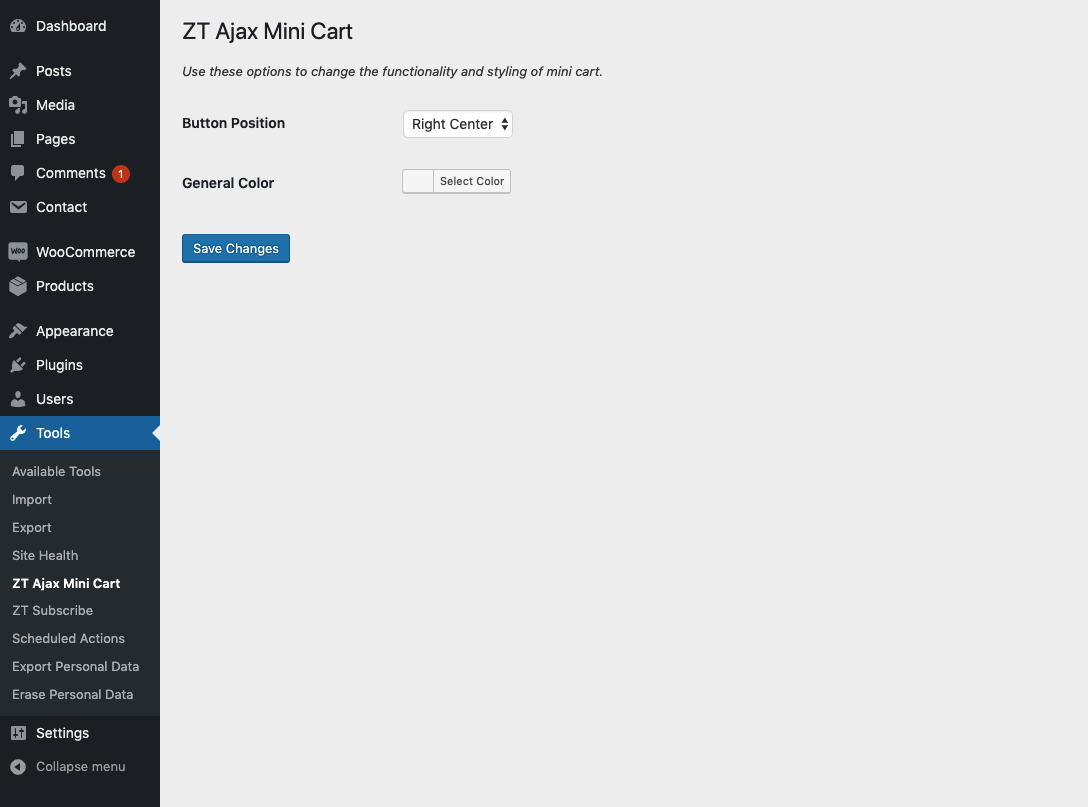 Dashboard
Posts
Media
Pages
Comments 1
Contact
WOO WooCommerce
Products
Appearance
Plugins
Users
Tools
Available Tools
Import
Export
Site Health
ZT Ajax Mini Cart
ZT Subscribe
Scheduled Actions
Export Personal Data
Erase Personal Data
Settings
Collapse menu
ZT Ajax Mini Cart
Use these options to change the functionality and styling of mini cart.
Button Position Right Center
General Color Select Color
Save Changes